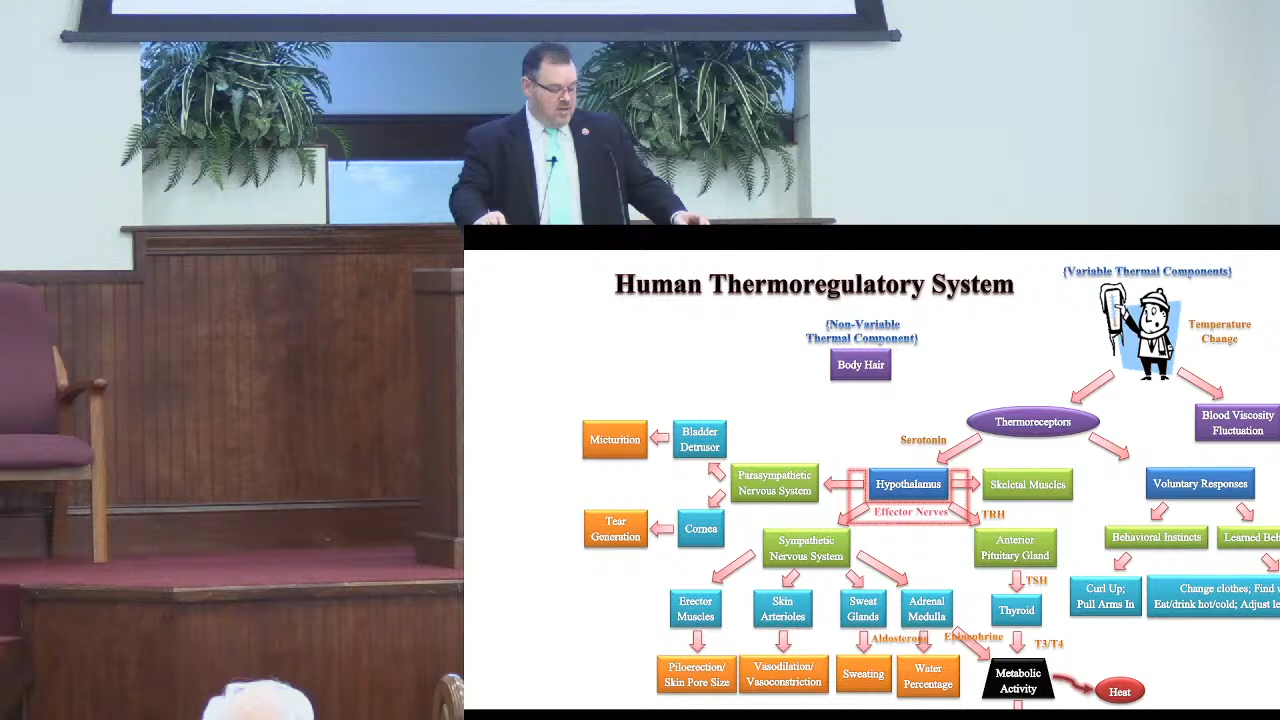 {Variable Thermal Components}
Human Thermoregulatory System
{Non-Variable
Thermal Component}
Temperature
Change
Body Hair
Thermoreceptors
Blood Viscosity
Fluctuation
Serotonin
Micturition
Bladder
Detrusor
Parasympathetic
Nervous System
Hypothalamus
Skeletal Muscles
Voluntary Responses
Effector Nerves
TRH
Tear
Generation
Cornea
Sympathetic
Nervous System
Anterior
Pituitary Gland
Behavioral Instincts
Learned Beh
TSH
Curl Up;
Pull Arms In
Change clothes; Find
Eat/drink hot/cold; Adjust
Erector
Muscles
Skin
Arterioles
Sweat
Glands
Adrenal
Medulla
Thyroid
Aldosterone
Epinephrine
T3/T4
Piloerection/
Skin Pore Size
Vasodilation/
Vasoconstriction
Sweating
Water
Percentage
Metabolic
Activity
Heat